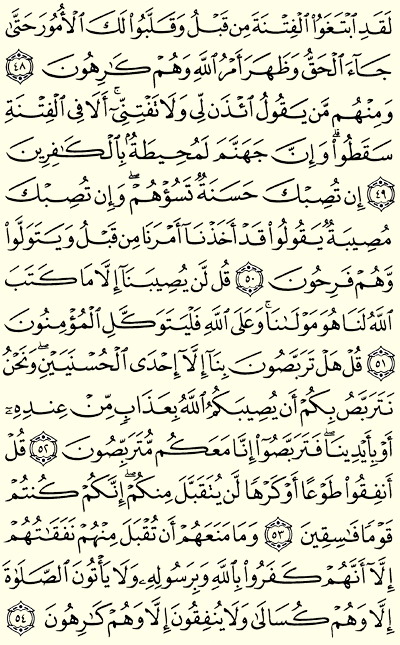 لَقَدِ ٱبْتَغَوُا۟ ٱلْفِتْنَةَ مِن قَبْلُ وَقَلَّبُوا۟ لَكَ ٱلْأُمُورَ حَتَّىٰ
جَآءَ ٱلْحَقُّ وَظَهَرَ أَمْرُ ٱللَّهِ وَهُمْ كَٰرِهُونَ ٤٨
وَمِنْهُم مَّن يَقُولُ ٱئْذَن لِّى وَلَا تَفْتِنِّىٓ ۚ أَلَا فِى ٱلْفِتْنَةِ
سَقَطُوا۟ ۗ وَإِنَّ جَهَنَّمَ لَمُحِيطَةٌۢ بِٱلْكَٰفِرِينَ
٤٩ إِن تُصِبْكَ حَسَنَةٌ تَسُؤْهُمْ ۖ وَإِن تُصِبْكَ
مُصِيبَةٌ يَقُولُوا۟ قَدْ أَخَذْنَآ أَمْرَنَا مِن قَبْلُ وَيَتَوَلَّوا۟
وَّهُمْ فَرِحُونَ ٥٠ قُل لَّن يُصِيبَنَآ إِلَّا مَا كَتَبَ
ٱللَّهُ لَنَا هُوَ مَوْلَىٰنَا ۚ وَعَلَى ٱللَّهِ فَلْيَتَوَكَّلِ ٱلْمُؤْمِنُونَ
٥١ قُلْ هَلْ تَرَبَّصُونَ بِنَآ إِلَّآ إِحْدَى ٱلْحُسْنَيَيْنِ ۖ وَنَحْنُ
نَتَرَبَّصُ بِكُمْ أَن يُصِيبَكُمُ ٱللَّهُ بِعَذَابٍ مِّنْ عِندِهِۦٓ
أَوْ بِأَيْدِينَا ۖ فَتَرَبَّصُوٓا۟ إِنَّا مَعَكُم مُّتَرَبِّصُونَ ٥٢ قُلْ
أَنفِقُوا۟ طَوْعًا أَوْ كَرْهًا لَّن يُتَقَبَّلَ مِنكُمْ ۖ إِنَّكُمْ كُنتُمْ
قَوْمًا فَٰسِقِينَ ٥٣ وَمَا مَنَعَهُمْ أَن تُقْبَلَ مِنْهُمْ نَفَقَٰتُهُمْ
إِلَّآ أَنَّهُمْ كَفَرُوا۟ بِٱللَّهِ وَبِرَسُولِهِۦ وَلَا يَأْتُونَ ٱلصَّلَوٰةَ
إِلَّا وَهُمْ كُسَالَىٰ وَلَا يُنفِقُونَ إِلَّا وَهُمْ كَٰرِهُونَ ٥٤